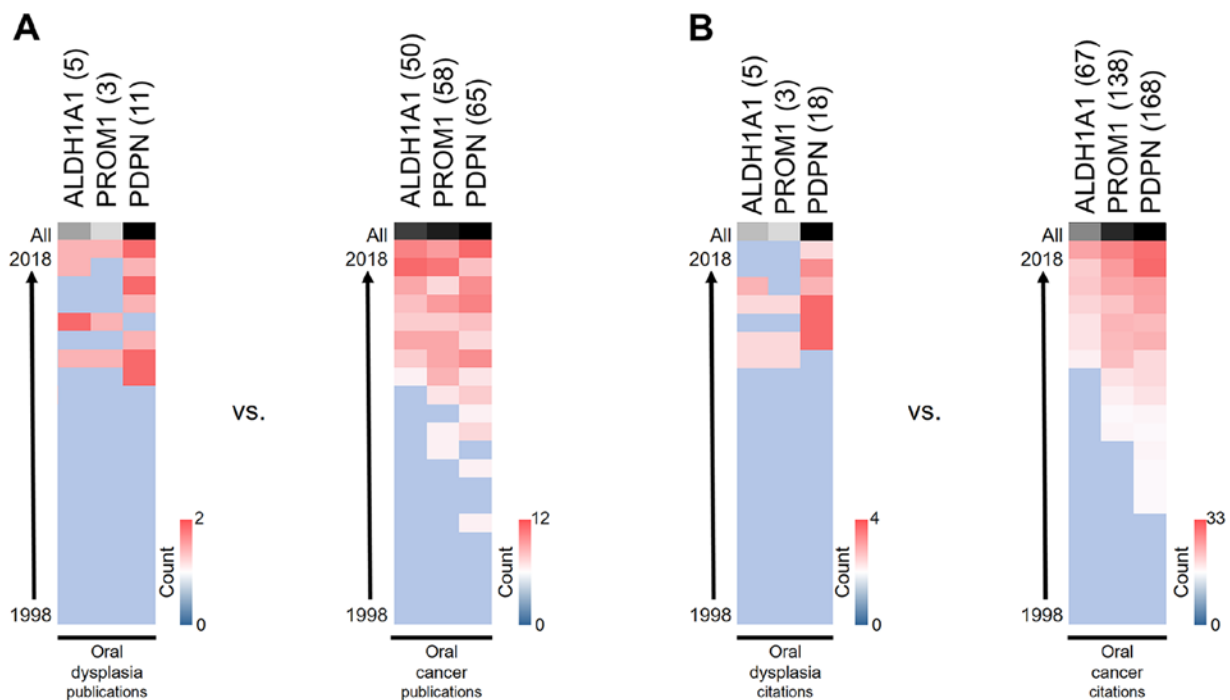 A
ALDH1A1 (5)
PROM1 (3)
PDPN (11)
All
2018
1998
2
Count
0
Oral
dysplasia
publications
vs.
ALDH1A1 (50)
PROM1 (58)
PDPN (65)
All
2018
1998
12
Count
0
Oral
cancer
publications
B
ALDH1A1 (5)
PROM1 (3)
PDPN (18)
All
2018
1998
4
Count
0
Oral
dysplasia
citations
vs.
ALDH1A1 (67)
PROM1 (138)
PDPN (168)
All
2018
1998
33
Count
0
Oral
cancer
citations